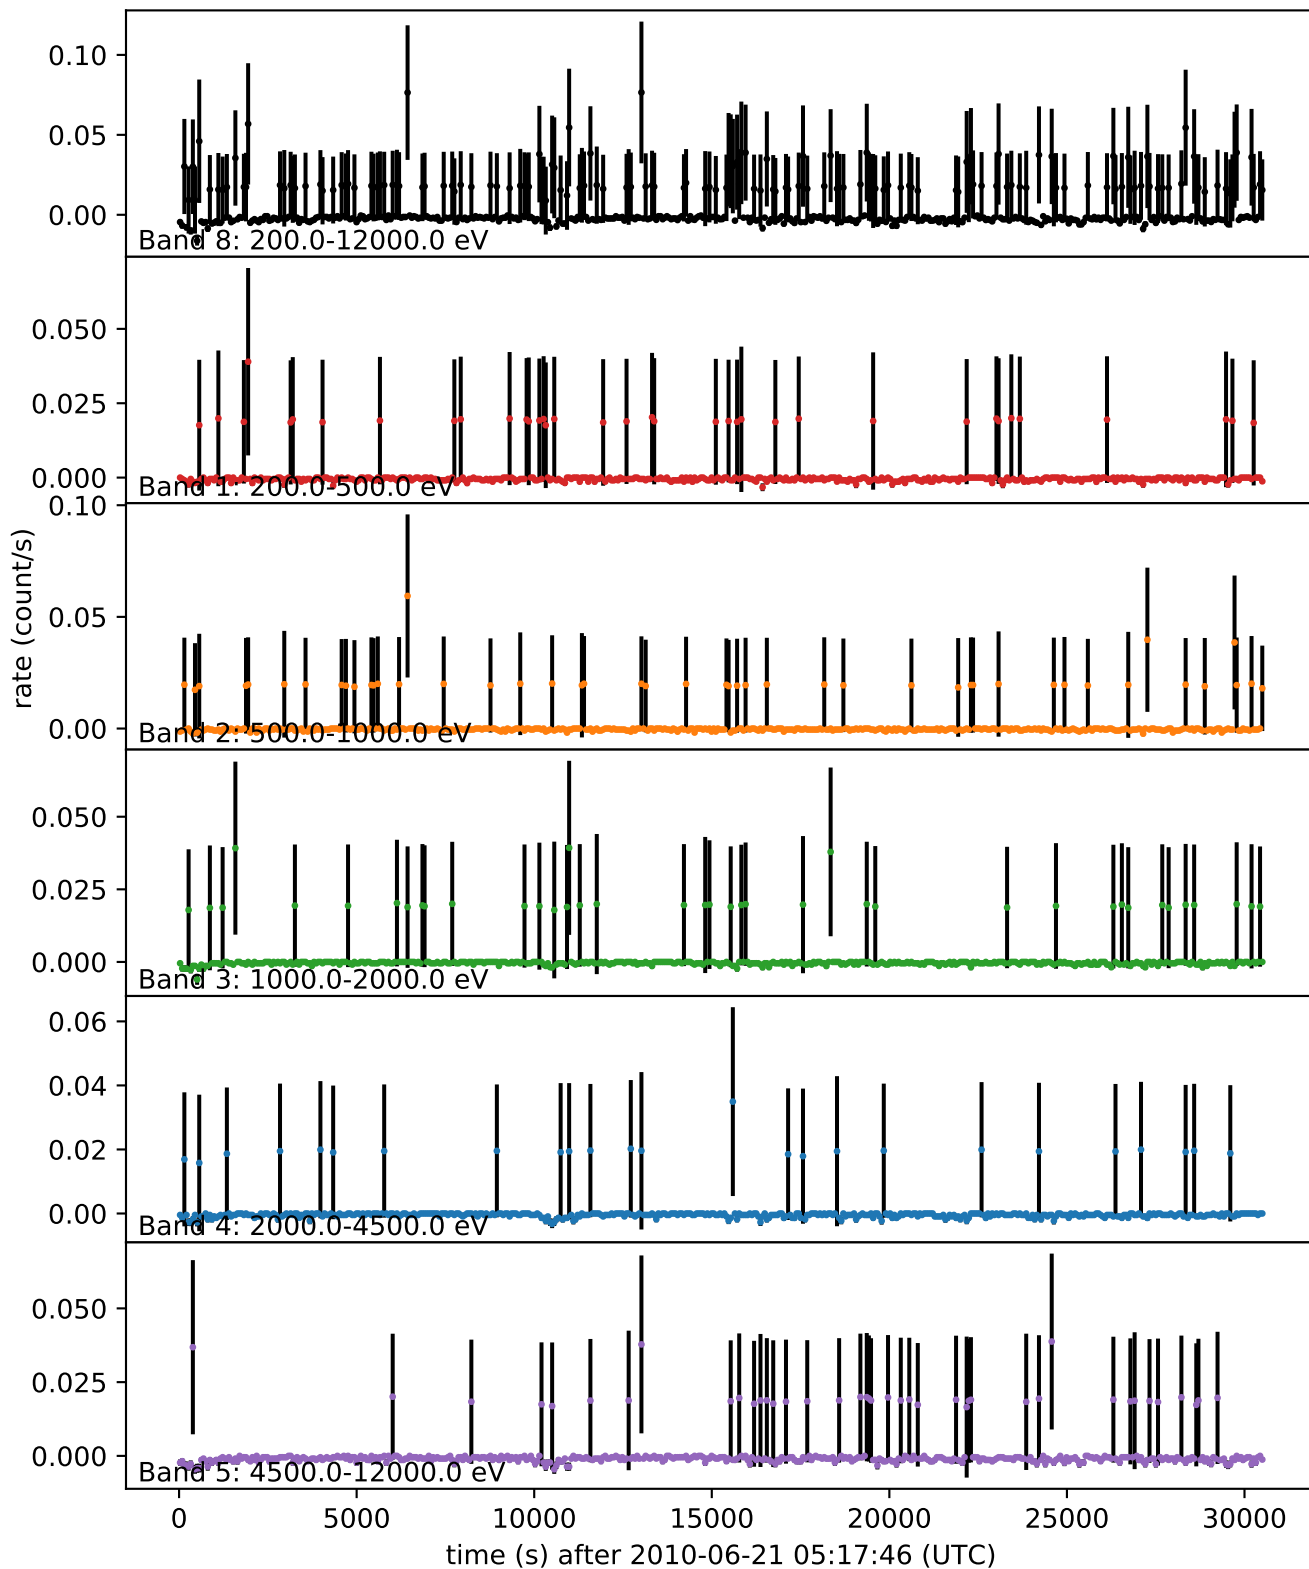 0.10
0.05
0.00
Band 8: 200.0-12000.0 eV
0.050
0.025
0.000
Band 1: 200.0-500.0 eV
0.10
0.05
0.00
Band 2: 500.0-1000.0 eV
rate (count/s)
0.050
0.025
0.000
Band 3: 1000.0-2000.0 eV
0.06
0.04
0.02
0.00
Band 4: 2000.0-4500.0 eV
0.050
0.025
0.000
Band 5: 4500.0-12000.0 eV
0 5000 10000 15000 20000 25000 30000
time (s) after 2010-06-21 05:17:46 (UTC)